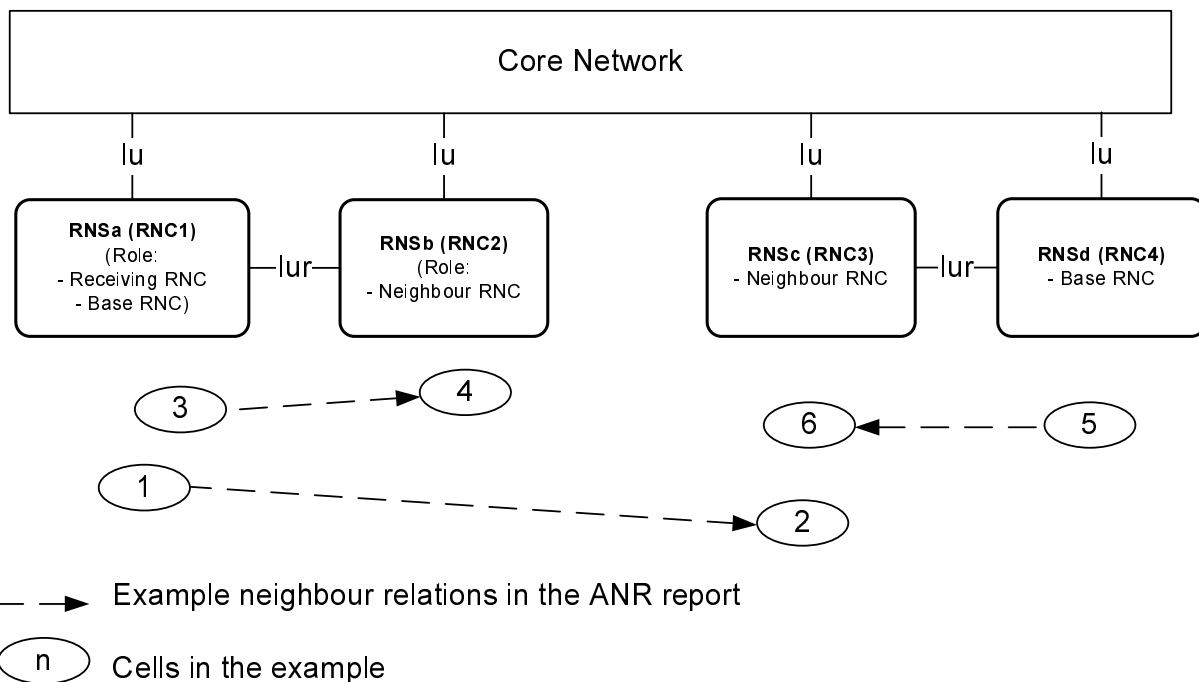 Core Network
Iu
Iu
Iu
Iu
RNSa (RNC1)
(Role:
- Receiving RNC
- Base RNC)
Iur
RNSb (RNC2)
(Role:
- Neighbour RNC
RNSc (RNC3)
- Neighbour RNC
Iur
RNSd (RNC4)
- Base RNC
3
4
6
5
1
2
Example neighbour relations in the ANR report
n
Cells in the example